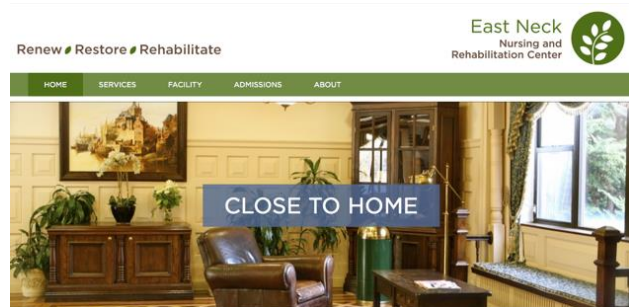 East Neck
Nursing and
Rehabilitation Center
Renew Restore Rehabilitate
HOME SERVICES FACILITY ADMISSIONS ABOUT
CLOSE TO HOME